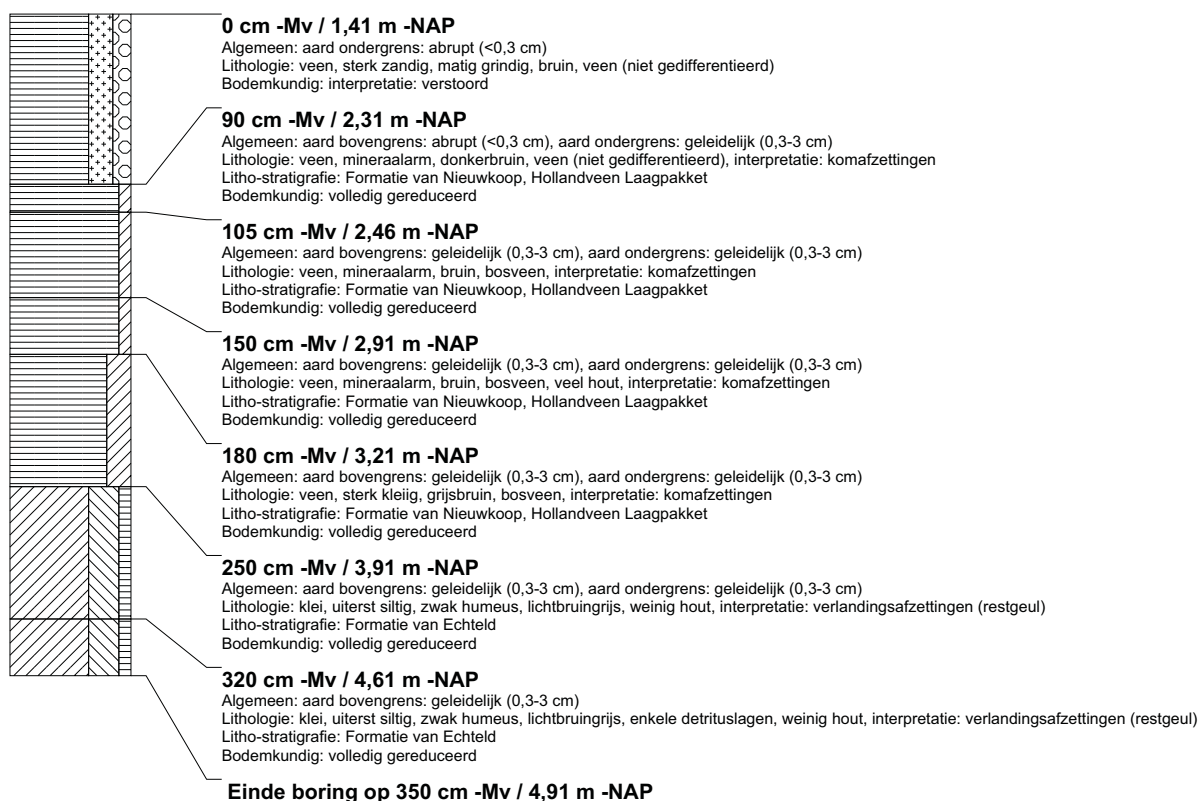 0 cm -Mv / 1,41 m -NAP
Algemeen: aard ondergrens: abrupt (<0,3 cm)
Lithologie: veen, sterk zandig, matig grindig, bruin, veen (niet gedifferentieerd)
Bodemkundig: interpretatie: verstoord
90 cm -Mv / 2,31 m -NAP
Algemeen: aard bovengrens: abrupt (<0,3 cm), aard ondergrens: geleidelijk (0,3-3 cm)
Lithologie: veen, mineraalarm, donkerbruin, veen (niet gedifferentieerd), interpretatie: komafzettingen
Litho-stratigrafie: Formatie van Nieuwkoop, Hollandveen Laagpakket
Bodemkundig: volledig gereduceerd
105 cm -Mv / 2,46 m -NAP
Algemeen: aard bovengrens: geleidelijk (0,3-3 cm), aard ondergrens: geleidelijk (0,3-3 cm)
Lithologie: veen, mineraalarm, bruin, bosveen, interpretatie: komafzettingen
Litho-stratigrafie: Formatie van Nieuwkoop, Hollandveen Laagpakket
Bodemkundig: volledig gereduceerd
150 cm -Mv / 2,91 m -NAP
Algemeen: aard bovengrens: geleidelijk (0,3-3 cm), aard ondergrens: geleidelijk (0,3-3 cm)
Lithologie: veen, mineraalarm, bruin, bosveen, veel hout, interpretatie: komafzettingen
Litho-stratigrafie: Formatie van Nieuwkoop, Hollandveen Laagpakket
Bodemkundig: volledig gereduceerd
180 cm -Mv / 3,21 m -NAP
Algemeen: aard bovengrens: geleidelijk (0,3-3 cm), aard ondergrens: geleidelijk (0,3-3 cm)
Lithologie: veen, sterk kleiig, grijsbruin, bosveen, interpretatie: komafzettingen
Litho-stratigrafie: Formatie van Nieuwkoop, Hollandveen Laagpakket
Bodemkundig: volledig gereduceerd
250 cm -Mv / 3,91 m -NAP
Algemeen: aard bovengrens: geleidelijk (0,3-3 cm), aard ondergrens: geleidelijk (0,3-3 cm)
Lithologie: klei, uiterst siltig, zwak humeus, lichtbruingrijs, weinig hout, interpretatie: verlandingsafzettingen (restgeul)
Litho-stratigrafie: Formatie van Echteld
Bodemkundig: volledig gereduceerd
320 cm -Mv / 4,61 m -NAP
Algemeen: aard bovengrens: geleidelijk (0,3-3 cm)
Lithologie: klei, uiterst siltig, zwak humeus, lichtbruingrijs, enkele detrituslagen, weinig hout, interpretatie: verlandingsafzettingen (restgeul)
Litho-stratigrafie: Formatie van Echteld
Bodemkundig: volledig gereduceerd
Einde boring op 350 cm -Mv / 4,91 m -NAP